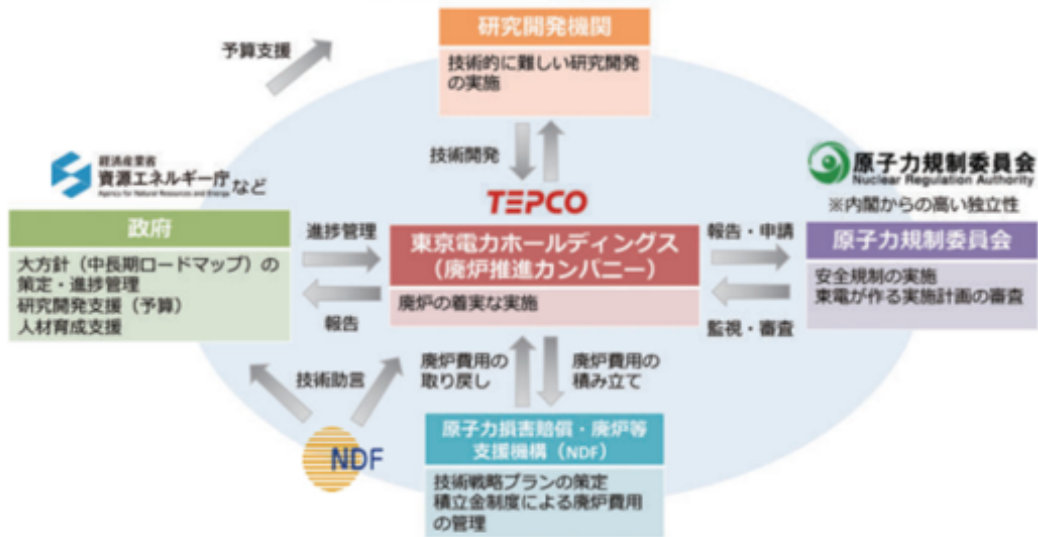 研究開発機関
予算支援
技術的に難しい研究開発
の実施
技術開発
経済産業省
資源エネルギー庁など
Agency for Natural Resources and Energy
原子力規制委員会
Nuclear Regulation Authority
※内閣からの高い独立性
TEPCO
政府
大方針（中長期ロードマップ）の
策定・進捗管理
研究開発支援（予算）
人材育成支援
進捗管理
報告
東京電力ホールディングス
（廃炉推進カンパニー）
廃炉の着実な実施
報告・申請
監視・審査
原子力規制委員会
安全規制の実施
東電が作る実施計画の審査
技術助言
廃炉費用の
取り戻し
廃炉費用の
積み立て
NDF
原子力損害賠償・廃炉等
支援機構（NDF）
技術戦略プランの策定
積立金制度による廃炉費用
の管理